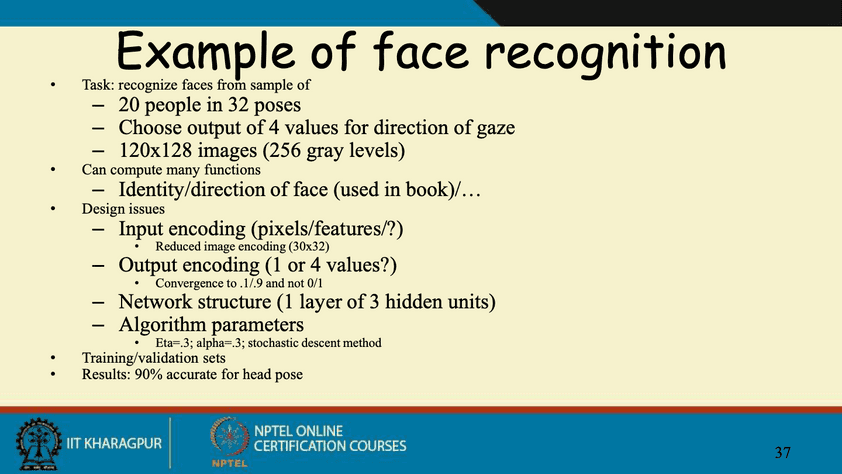 Example of face recognition
• Task: recognize faces from sample of
– 20 people in 32 poses
– Choose output of 4 values for direction of gaze
– 120x128 images (256 gray levels)
• Can compute many functions
– Identity/direction of face (used in book)/…
• Design issues
– Input encoding (pixels/features/?)
• Reduced image encoding (30x32)
– Output encoding (1 or 4 values?)
• Convergence to .1/.9 and not 0/1
– Network structure (1 layer of 3 hidden units)
– Algorithm parameters
• Eta=.3; alpha=.3; stochastic descent method
• Training/validation sets
• Results: 90% accurate for head pose
IIT KHARAGPUR
NPTEL
NPTEL ONLINE
CERTIFICATION COURSES
37